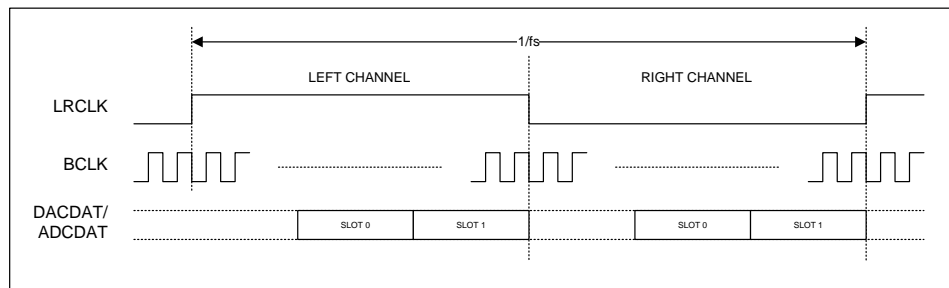 1/fs
LEFT CHANNEL
RIGHT CHANNEL
LRCLK
BCLK
DACDAT/
ADCDAT
SLOT 0
SLOT 1
SLOT 0
SLOT 1